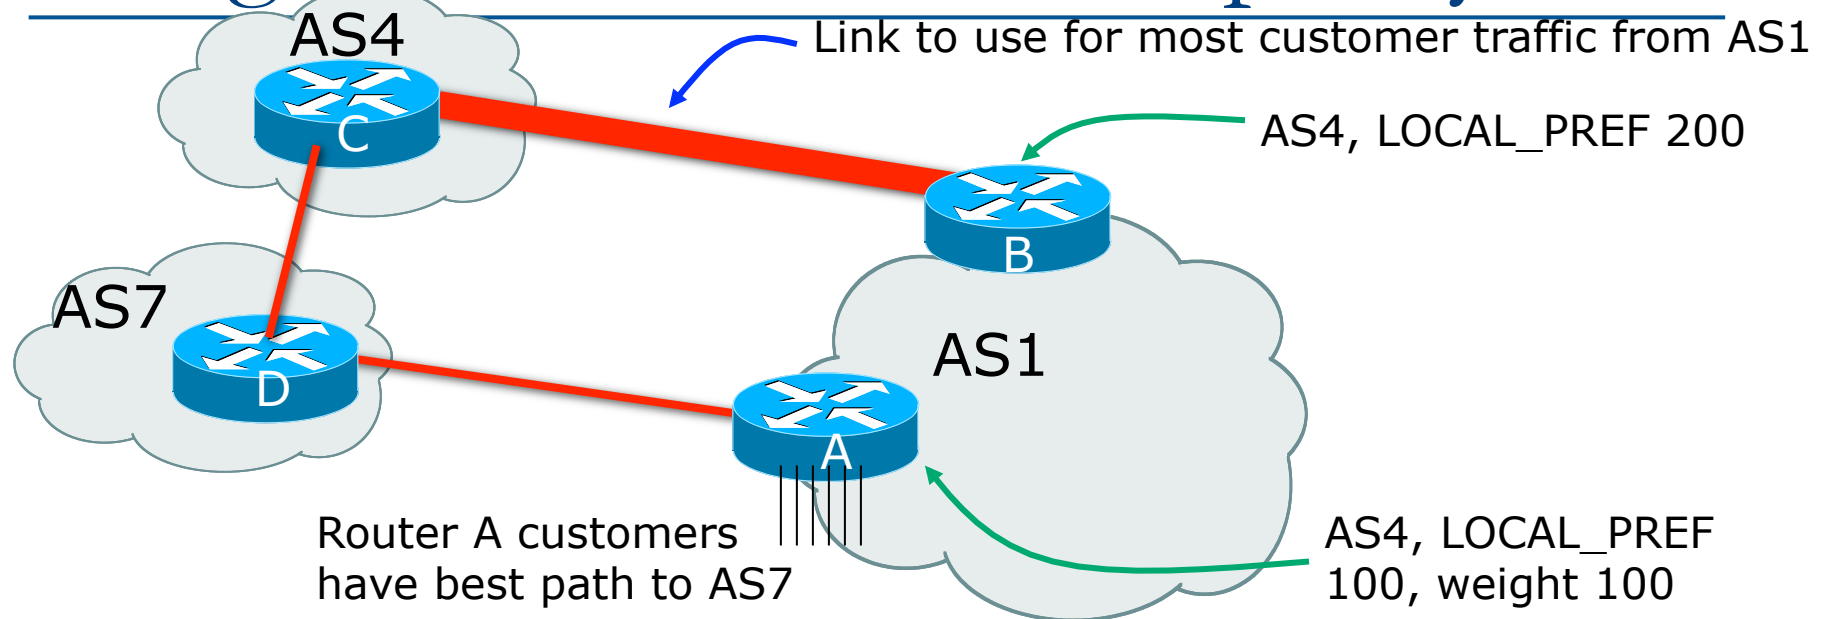 AS4
Link to use for most customer traffic from AS1
C
AS4, LOCAL_PREF 200
B
AS7
D
AS1
A
Router A customers
have best path to AS7
AS4, LOCAL_PREF
100, weight 100